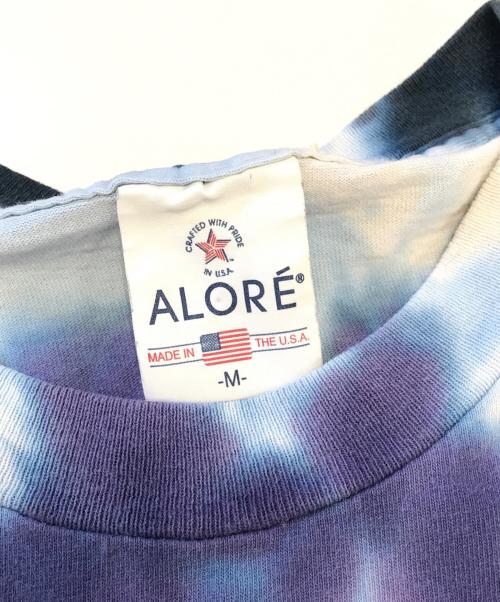 CRAFTED WITH PRIDE
IN U.S.A.
ALORÉ®
MADE IN THE U.S.A.
-M-